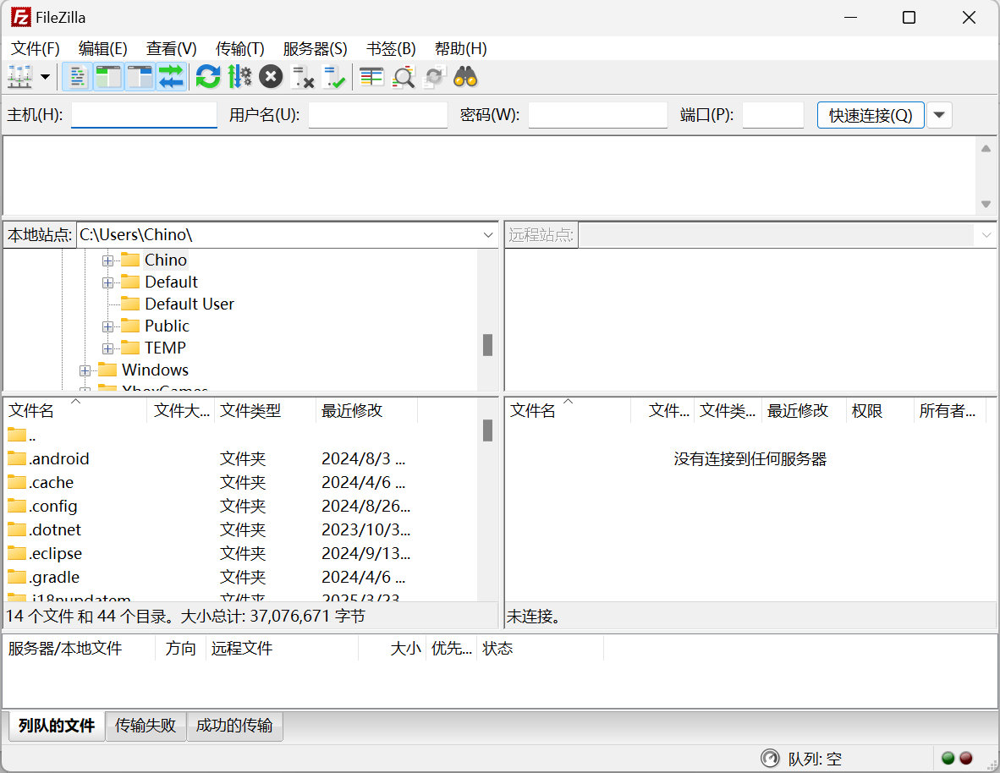 FileZilla
文件(F) 编辑(E) 查看(V) 传输(T) 服务器(S) 书签(B) 帮助(H)
主机(H): 用户名(U): 密码(W): 端口(P): 快速连接(Q)
本地站点: C:\Users\Chino\
远程站点:
Chino
Default
Default User
Public
TEMP
Windows
XboxGames
文件名 文件大... 文件类型 最近修改
..
.android 文件夹 2024/8/3 ...
.cache 文件夹 2024/4/6 ...
.config 文件夹 2024/8/26...
.dotnet 文件夹 2023/10/3...
.eclipse 文件夹 2024/9/13...
.gradle 文件夹 2024/4/6 ...
.i18nupdatem 文件夹 2025/3/23
14 个文件 和 44 个目录。大小总计: 37,076,671 字节
文件名 文件... 文件类... 最近修改 权限 所有者...
没有连接到任何服务器
未连接。
服务器/本地文件 方向 远程文件 大小 优先... 状态
列队的文件 传输失败 成功的传输
队列: 空